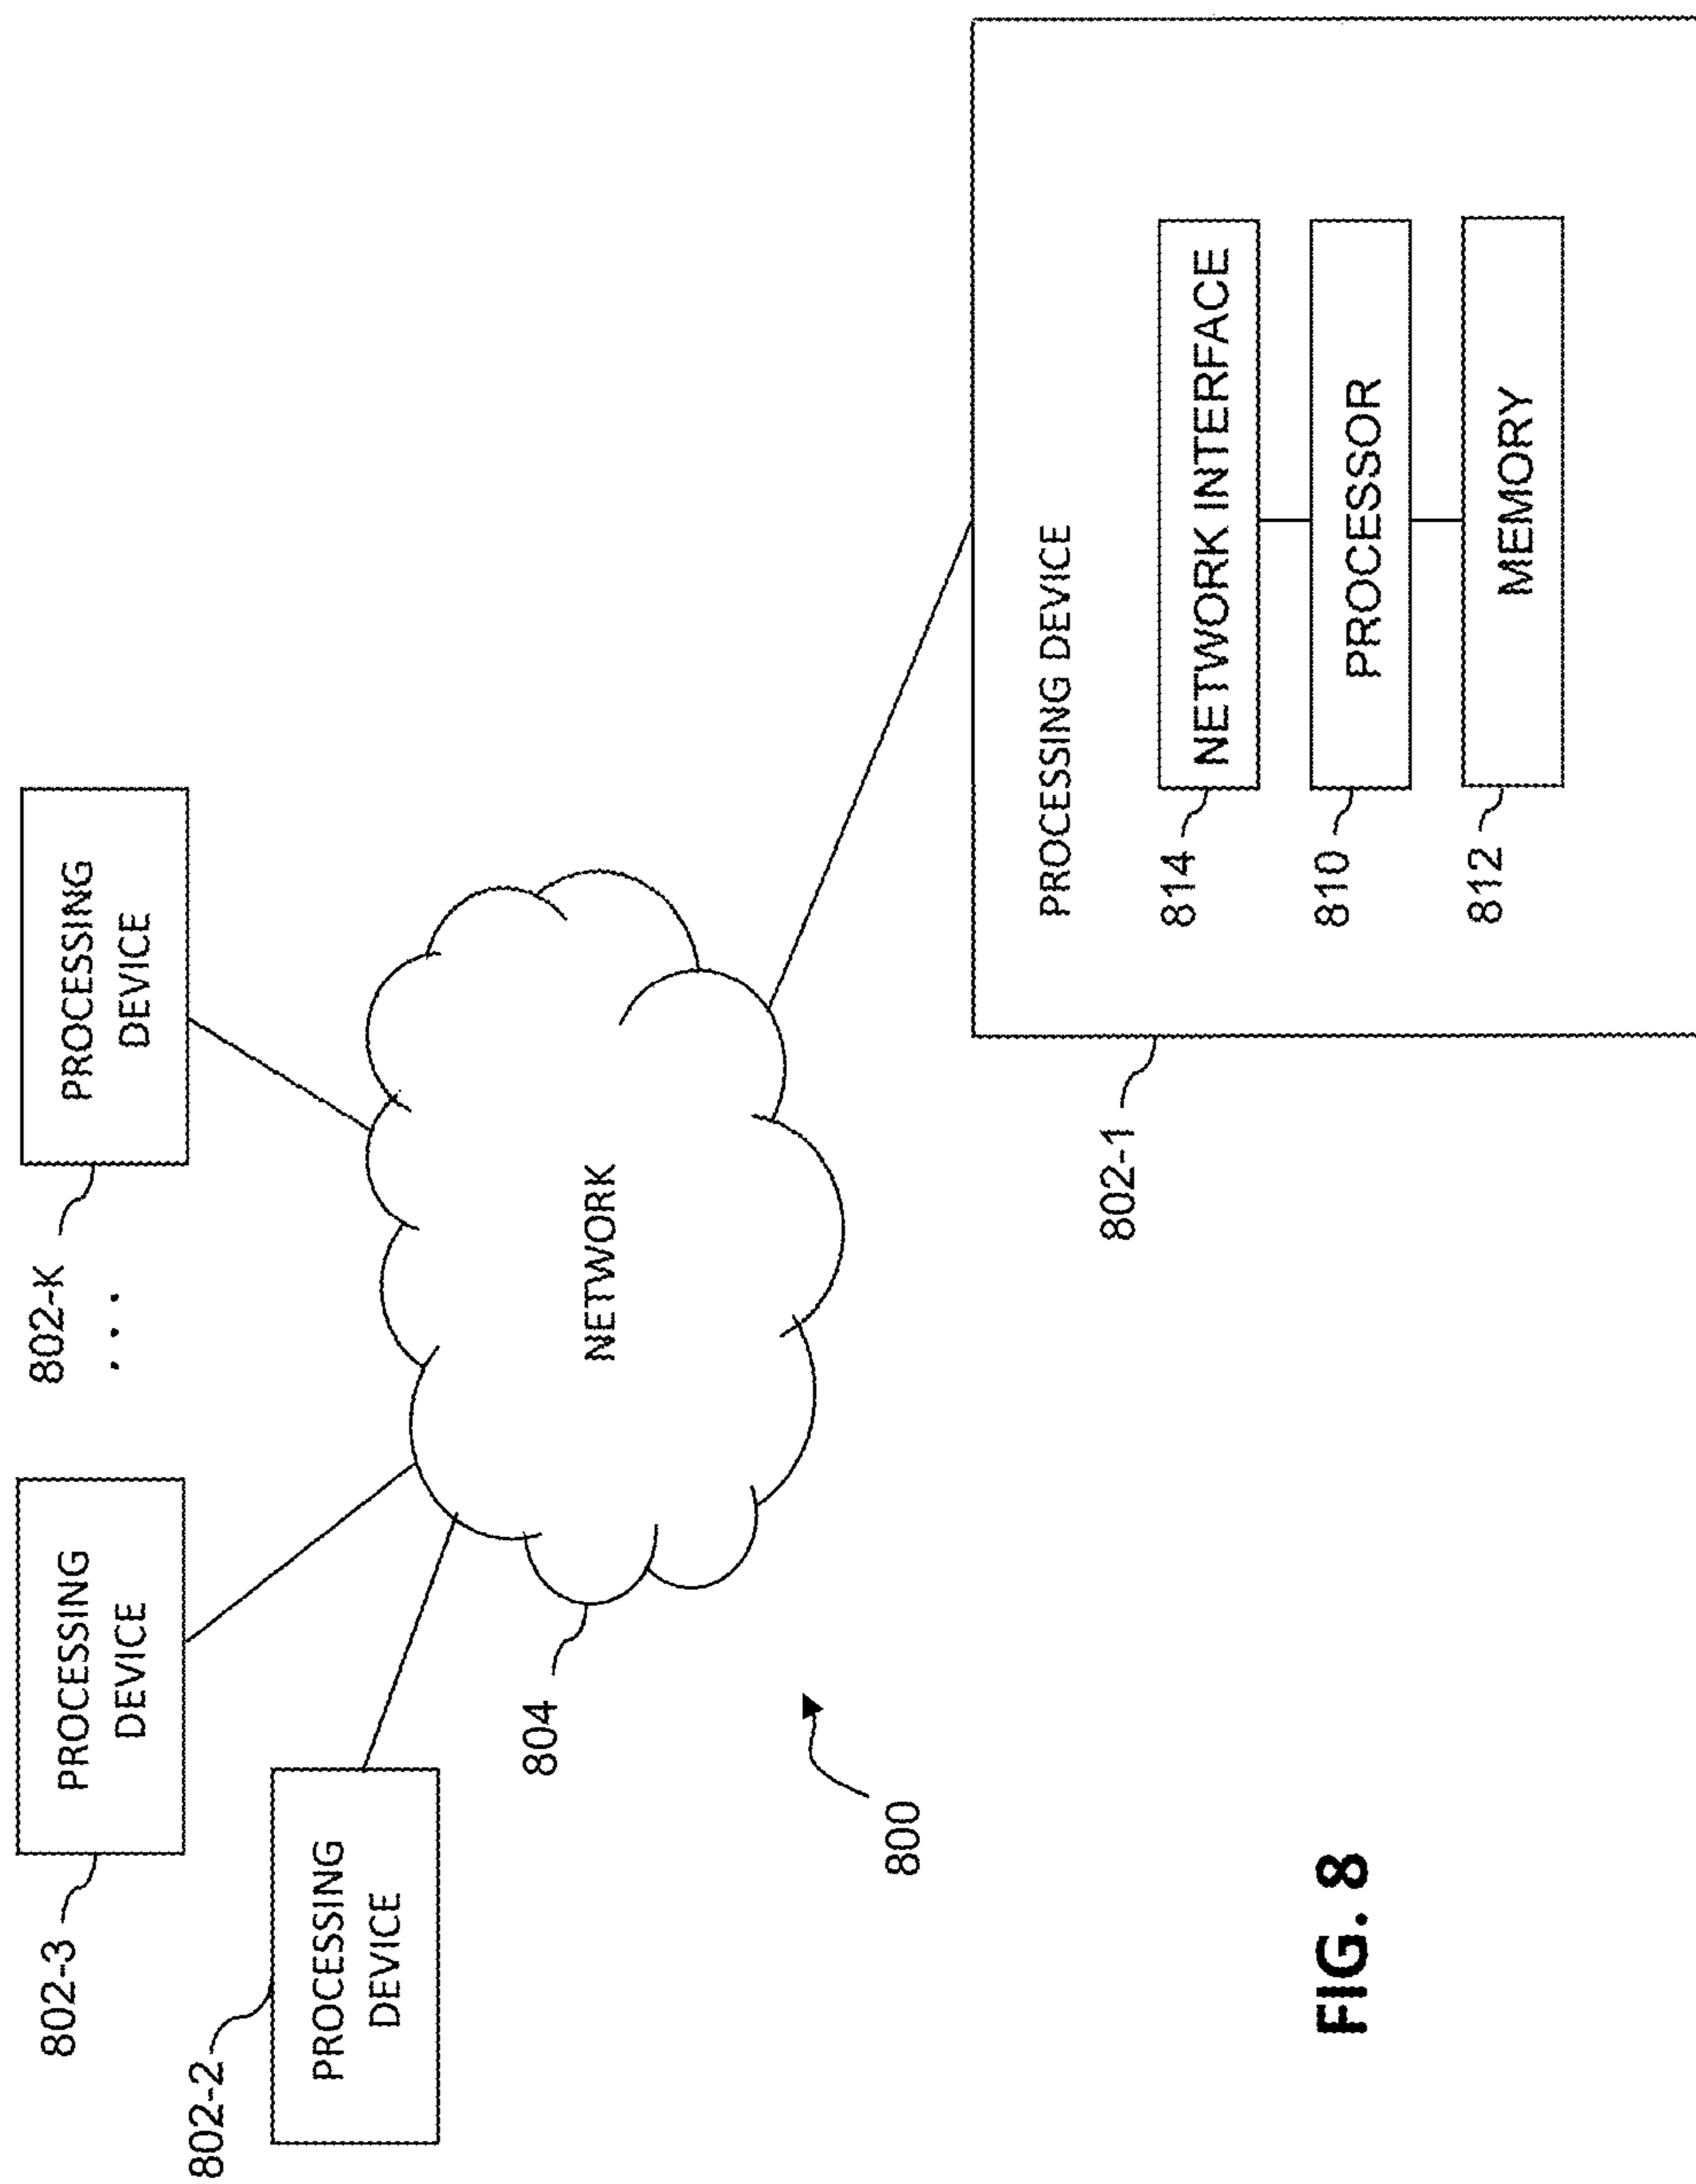 802-2
PROCESSING
DEVICE
802-3
PROCESSING
DEVICE
802-K
. . .
PROCESSING
DEVICE
804
NETWORK
800
802-1
PROCESSING DEVICE
814
NETWORK INTERFACE
810
PROCESSOR
812
MEMORY
FIG. 8